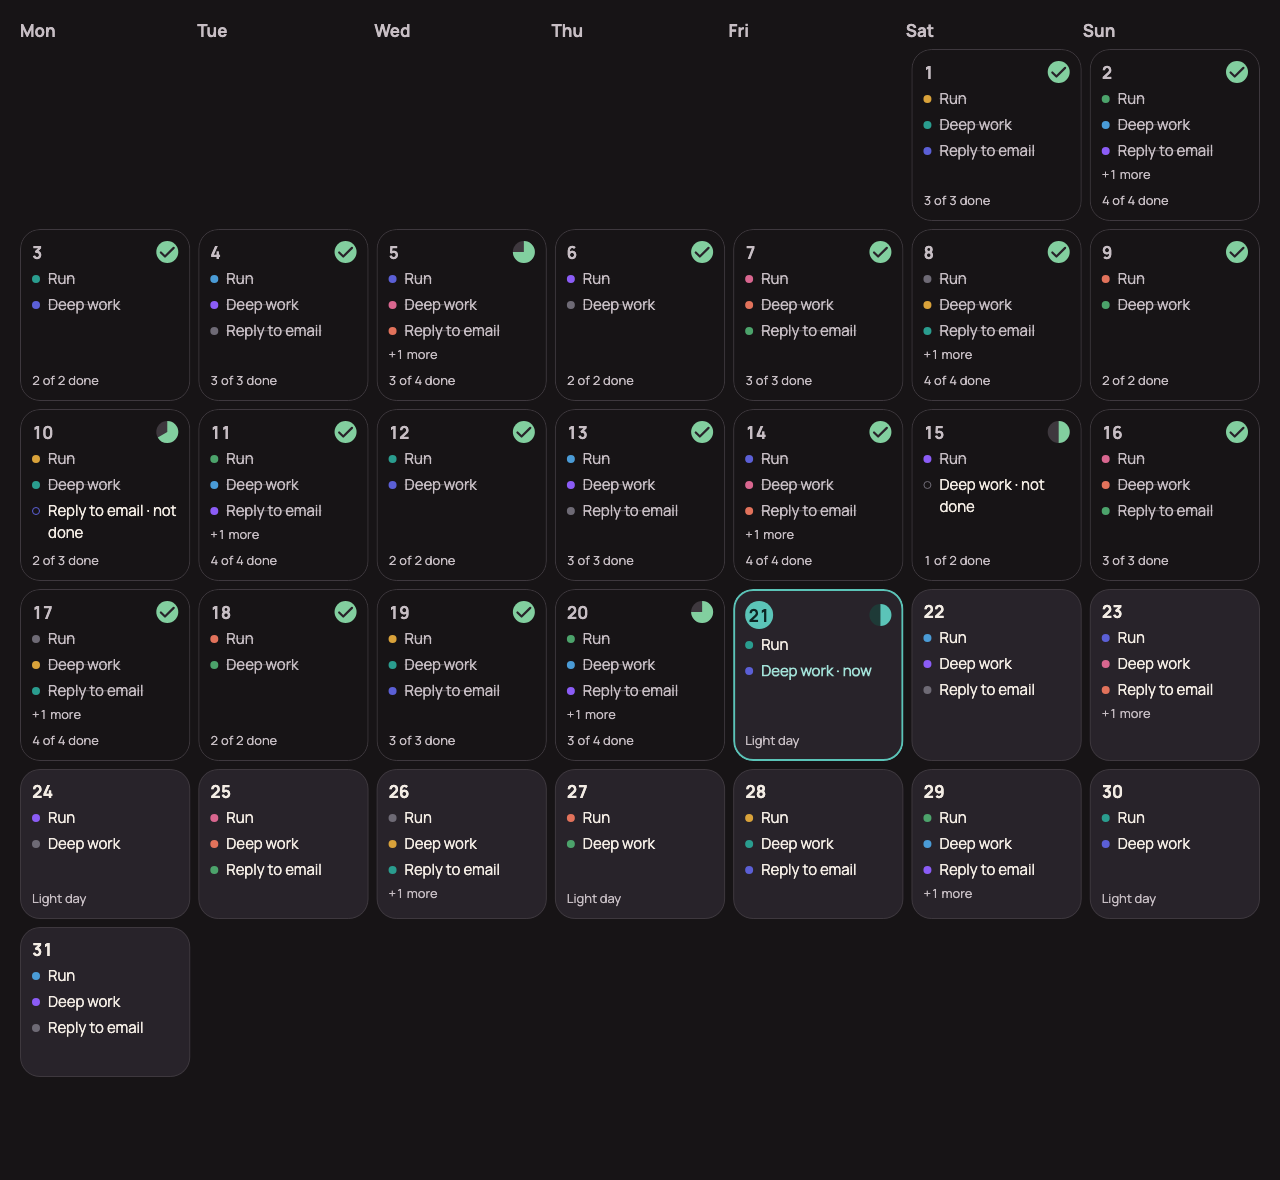 Mon Tue Wed Thu Fri Sat Sun
1
Run
Deep work
Reply to email
3 of 3 done
2
Run
Deep work
Reply to email
+1 more
4 of 4 done
3
Run
Deep work
2 of 2 done
4
Run
Deep work
Reply to email
3 of 3 done
5
Run
Deep work
Reply to email
+1 more
3 of 4 done
6
Run
Deep work
2 of 2 done
7
Run
Deep work
Reply to email
3 of 3 done
8
Run
Deep work
Reply to email
+1 more
4 of 4 done
9
Run
Deep work
2 of 2 done
10
Run
Deep work
Reply to email · not
done
2 of 3 done
11
Run
Deep work
Reply to email
+1 more
4 of 4 done
12
Run
Deep work
2 of 2 done
13
Run
Deep work
Reply to email
3 of 3 done
14
Run
Deep work
Reply to email
+1 more
4 of 4 done
15
Run
Deep work · not
done
1 of 2 done
16
Run
Deep work
Reply to email
3 of 3 done
17
Run
Deep work
Reply to email
+1 more
4 of 4 done
18
Run
Deep work
2 of 2 done
19
Run
Deep work
Reply to email
3 of 3 done
20
Run
Deep work
Reply to email
+1 more
3 of 4 done
21
Run
Deep work · now
Light day
22
Run
Deep work
Reply to email
23
Run
Deep work
Reply to email
+1 more
24
Run
Deep work
Light day
25
Run
Deep work
Reply to email
26
Run
Deep work
Reply to email
+1 more
27
Run
Deep work
Light day
28
Run
Deep work
Reply to email
29
Run
Deep work
Reply to email
+1 more
30
Run
Deep work
Light day
31
Run
Deep work
Reply to email